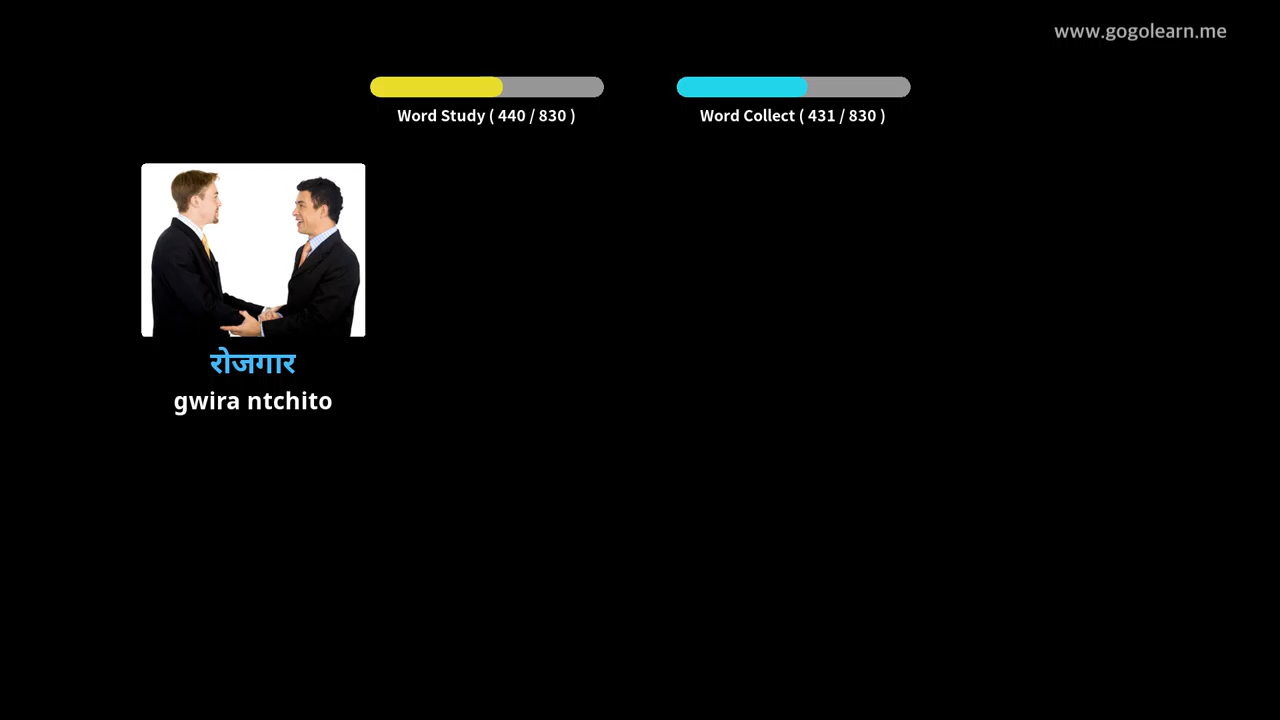 www.gogolearn.me
Word Study ( 440 / 830 )
Word Collect ( 431 / 830 )
रोजगार
gwira ntchito